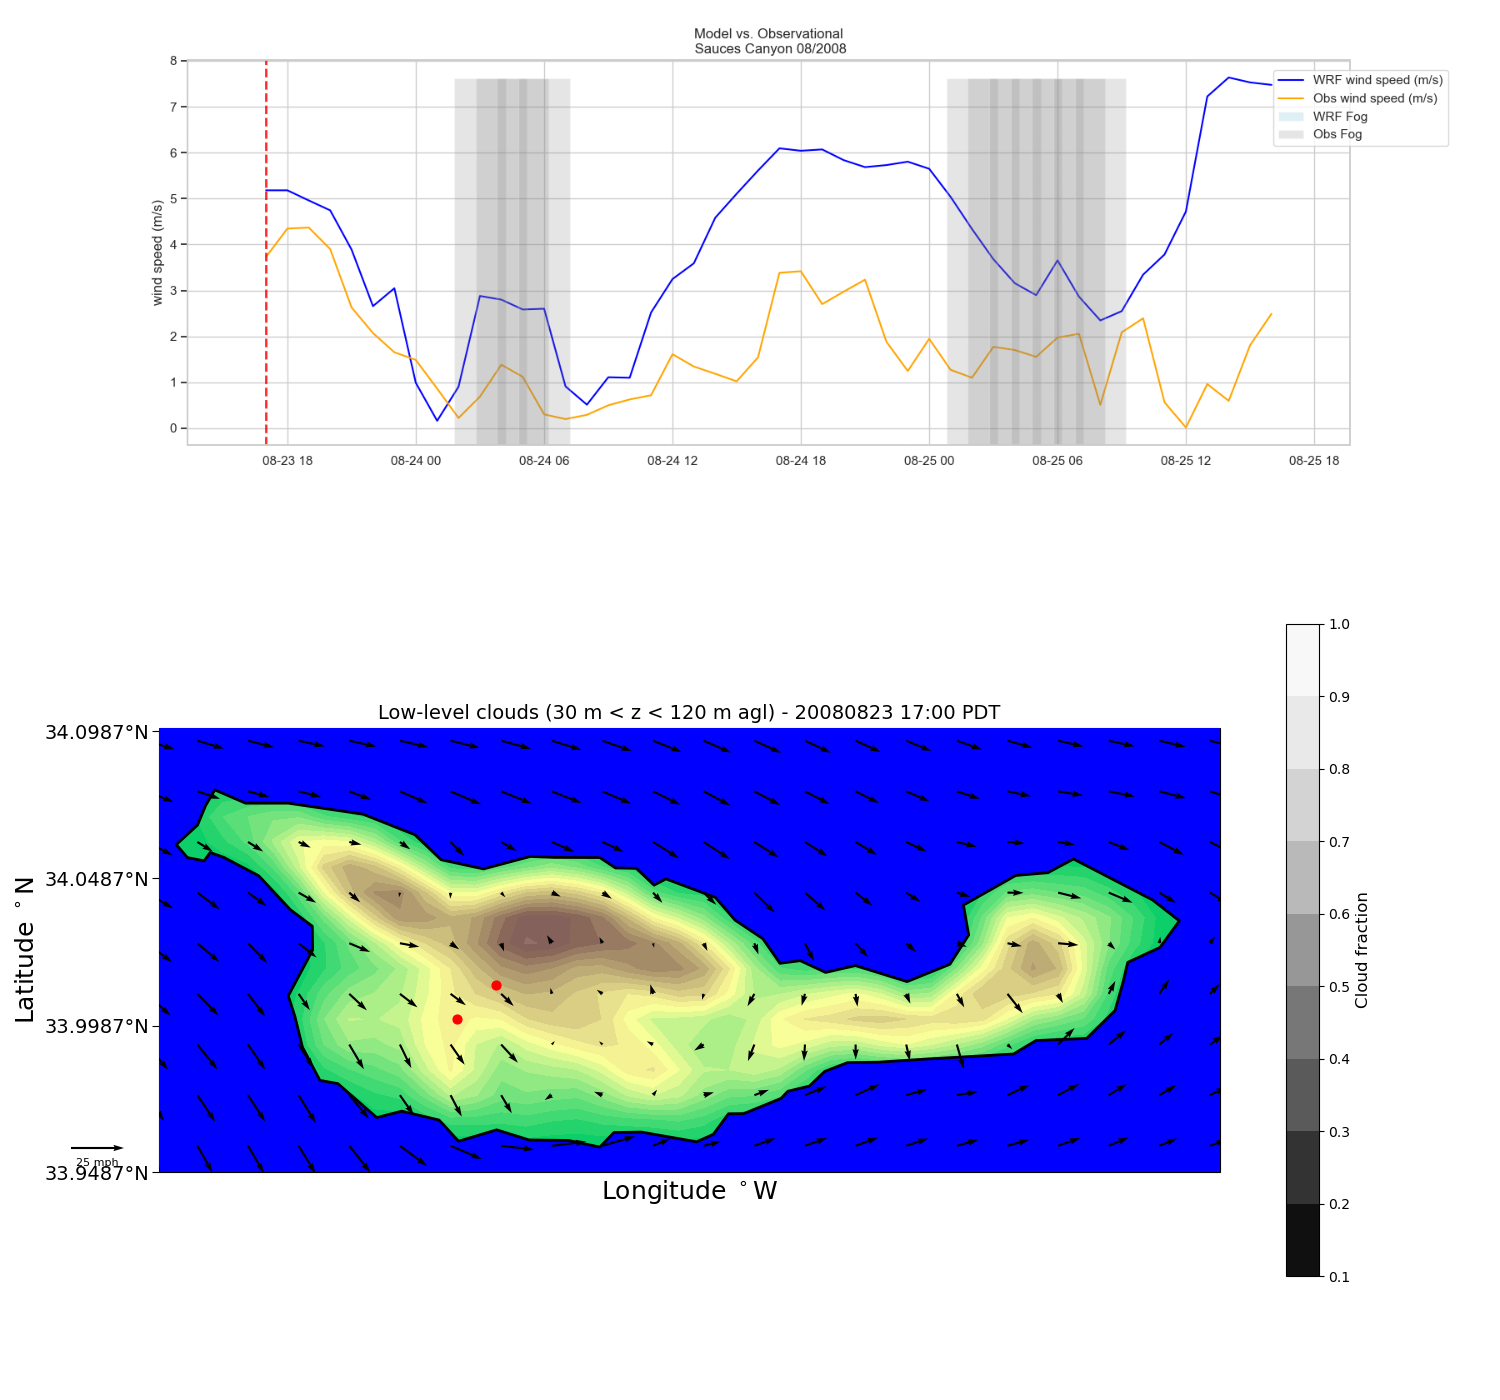 Model vs. Observational
Sauces Canyon 08/2008
8
7
6
5
4
3
2
1
0
wind speed (m/s)
WRF wind speed (m/s)
Obs wind speed (m/s)
WRF Fog
Obs Fog
08-23 18
08-24 00
08-24 06
08-24 12
08-24 18
08-25 00
08-25 06
08-25 12
08-25 18
Low-level clouds (30 m < z < 120 m agl) - 20080823 17:00 PDT
34.0987°N
34.0487°N
33.9987°N
33.9487°N
Latitude °N
25 mph
Longitude °W
1.0
0.9
0.8
0.7
0.6
0.5
0.4
0.3
0.2
0.1
Cloud fraction